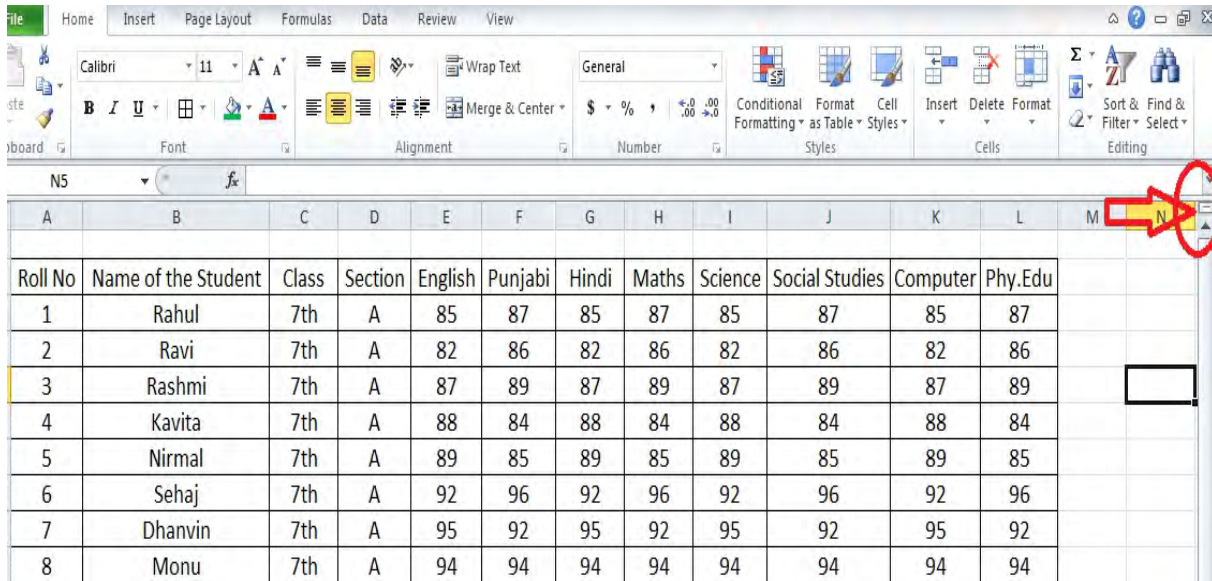 File Home Insert Page Layout Formulas Data Review View
Calibri 11 A A Wrap Text General Σ
B I U A Merge & Center $ % , .0 .00 .00 .0 Conditional Formatting Format as Table Cell Styles Insert Delete Format Sort & Filter Find & Select
Font Alignment Number Styles Cells Editing
N5 fx
A B C D E F G H I J K L M N
Roll No Name of the Student Class Section English Punjabi Hindi Maths Science Social Studies Computer Phy.Edu
1 Rahul 7th A 85 87 85 87 85 87 85 87
2 Ravi 7th A 82 86 82 86 82 86 82 86
3 Rashmi 7th A 87 89 87 89 87 89 87 89
4 Kavita 7th A 88 84 88 84 88 84 88 84
5 Nirmal 7th A 89 85 89 85 89 85 89 85
6 Sehaj 7th A 92 96 92 96 92 96 92 96
7 Dhanvin 7th A 95 92 95 92 95 92 95 92
8 Monu 7th A 94 94 94 94 94 94 94 94